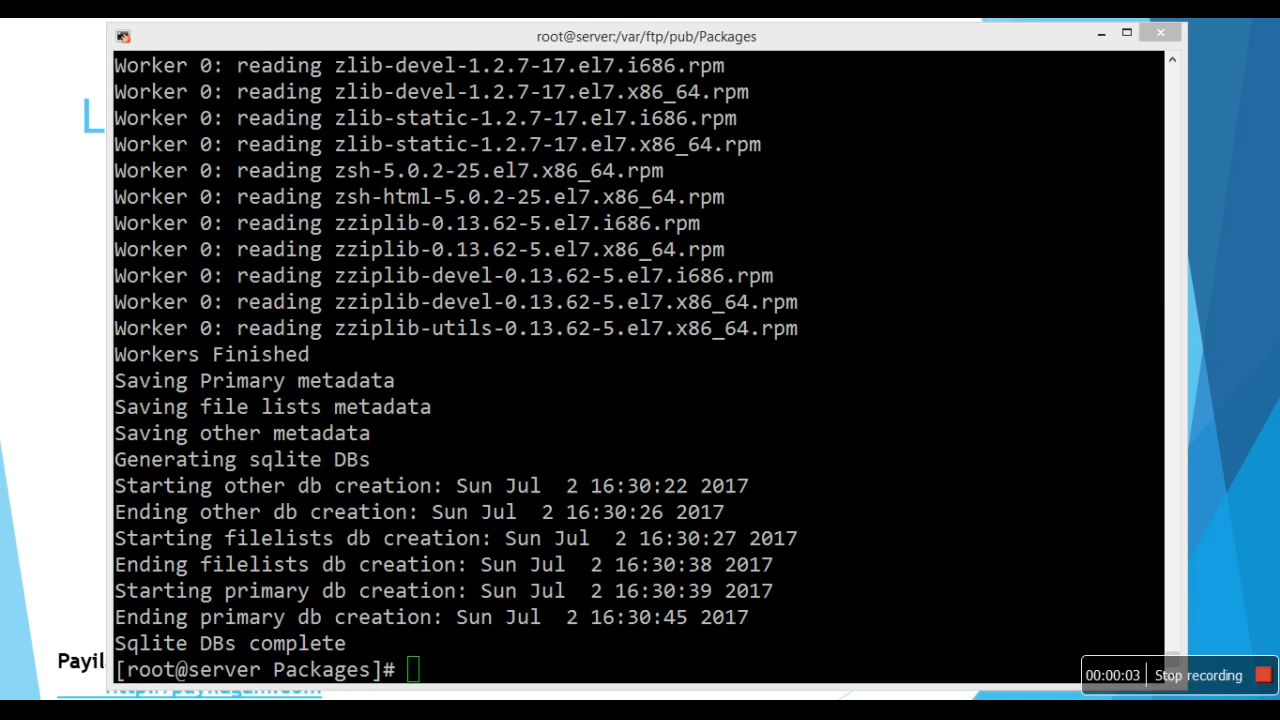 root@server:/var/ftp/pub/Packages
Worker 0: reading zlib-devel-1.2.7-17.el7.i686.rpm
Worker 0: reading zlib-devel-1.2.7-17.el7.x86_64.rpm
Worker 0: reading zlib-static-1.2.7-17.el7.i686.rpm
Worker 0: reading zlib-static-1.2.7-17.el7.x86_64.rpm
Worker 0: reading zsh-5.0.2-25.el7.x86_64.rpm
Worker 0: reading zsh-html-5.0.2-25.el7.x86_64.rpm
Worker 0: reading zziplib-0.13.62-5.el7.i686.rpm
Worker 0: reading zziplib-0.13.62-5.el7.x86_64.rpm
Worker 0: reading zziplib-devel-0.13.62-5.el7.i686.rpm
Worker 0: reading zziplib-devel-0.13.62-5.el7.x86_64.rpm
Worker 0: reading zziplib-utils-0.13.62-5.el7.x86_64.rpm
Workers Finished
Saving Primary metadata
Saving file lists metadata
Saving other metadata
Generating sqlite DBs
Starting other db creation: Sun Jul  2 16:30:22 2017
Ending other db creation: Sun Jul  2 16:30:26 2017
Starting filelists db creation: Sun Jul  2 16:30:27 2017
Ending filelists db creation: Sun Jul  2 16:30:38 2017
Starting primary db creation: Sun Jul  2 16:30:39 2017
Ending primary db creation: Sun Jul  2 16:30:45 2017
Sqlite DBs complete
[root@server Packages]#
L
Payil
00:00:03 Stop recording